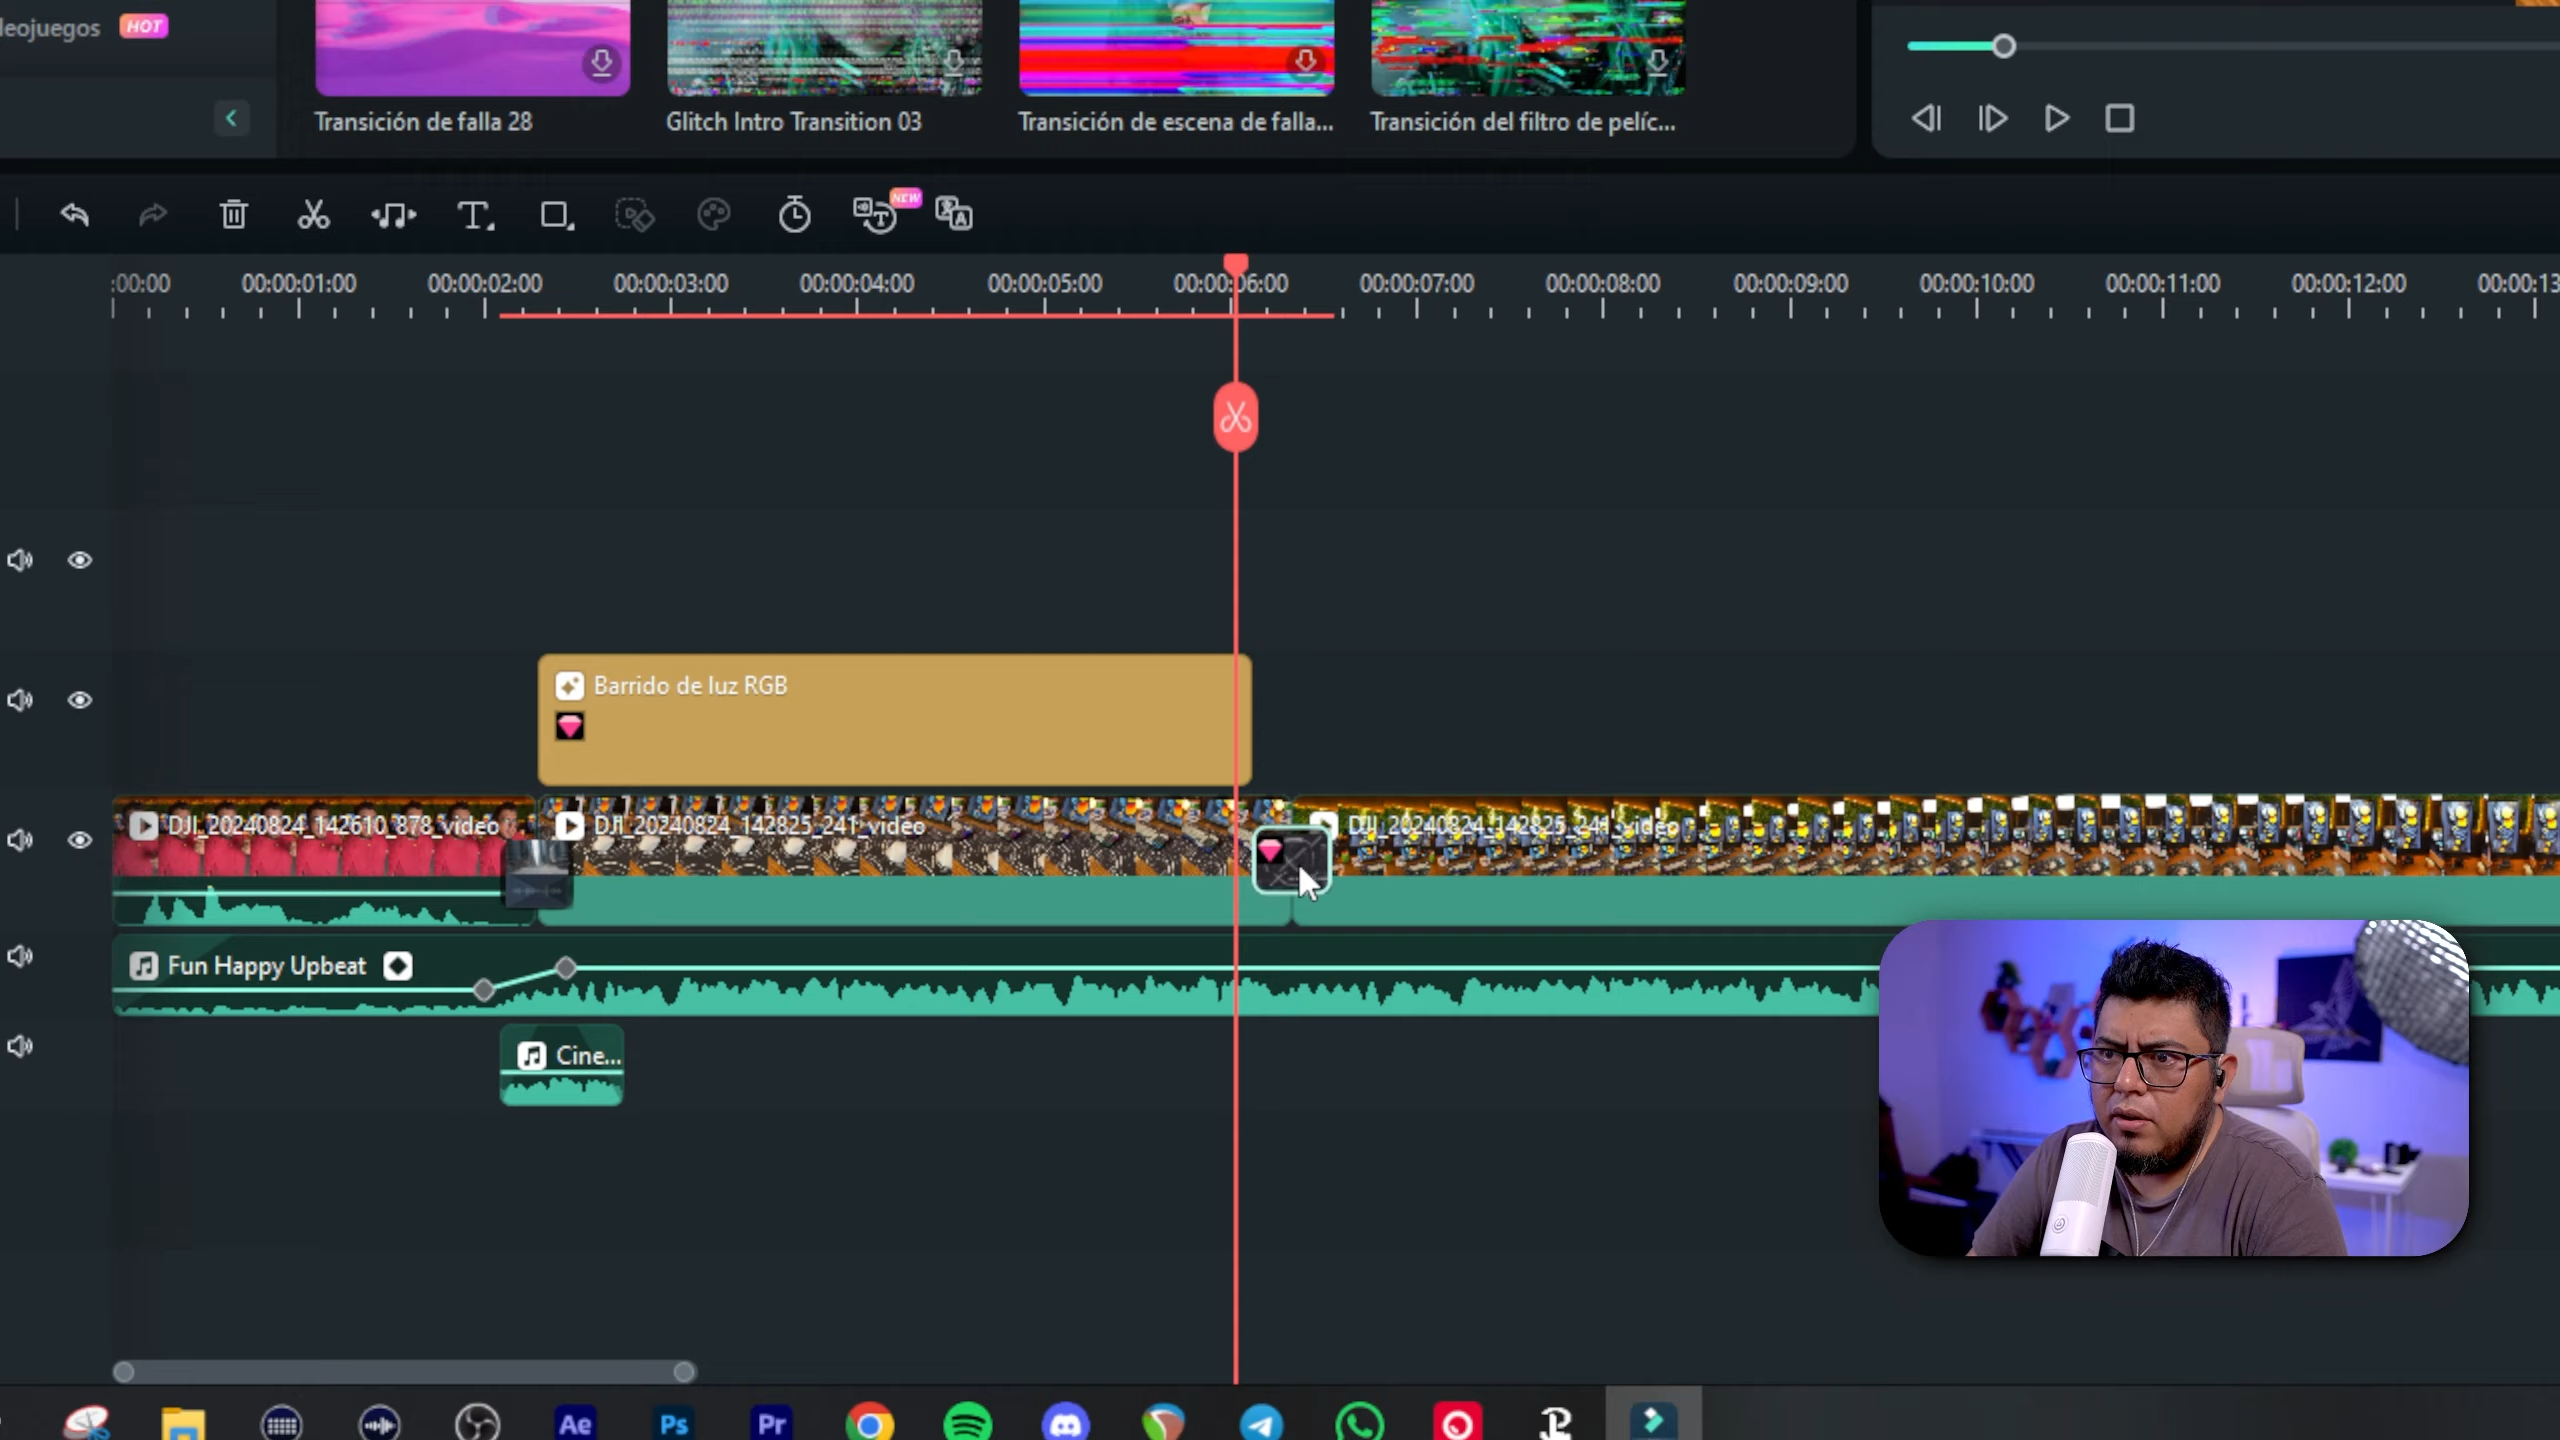 leojuegos HOT
Transición de falla 28
Glitch Intro Transition 03
Transición de escena de falla...
Transición del filtro de pelíc...
NEW
:00:00
00:00:01:00
00:00:02:00
00:00:03:00
00:00:04:00
00:00:05:00
00:00:06:00
00:00:07:00
00:00:08:00
00:00:09:00
00:00:10:00
00:00:11:00
00:00:12:00
00:00:13
Barrido de luz RGB
DJI_20240824_142610_878_video
DJI_20240824_142825_241_video
DJI_20240824_142825_241_video
Fun Happy Upbeat
Cine...
Ae
Ps
Pr